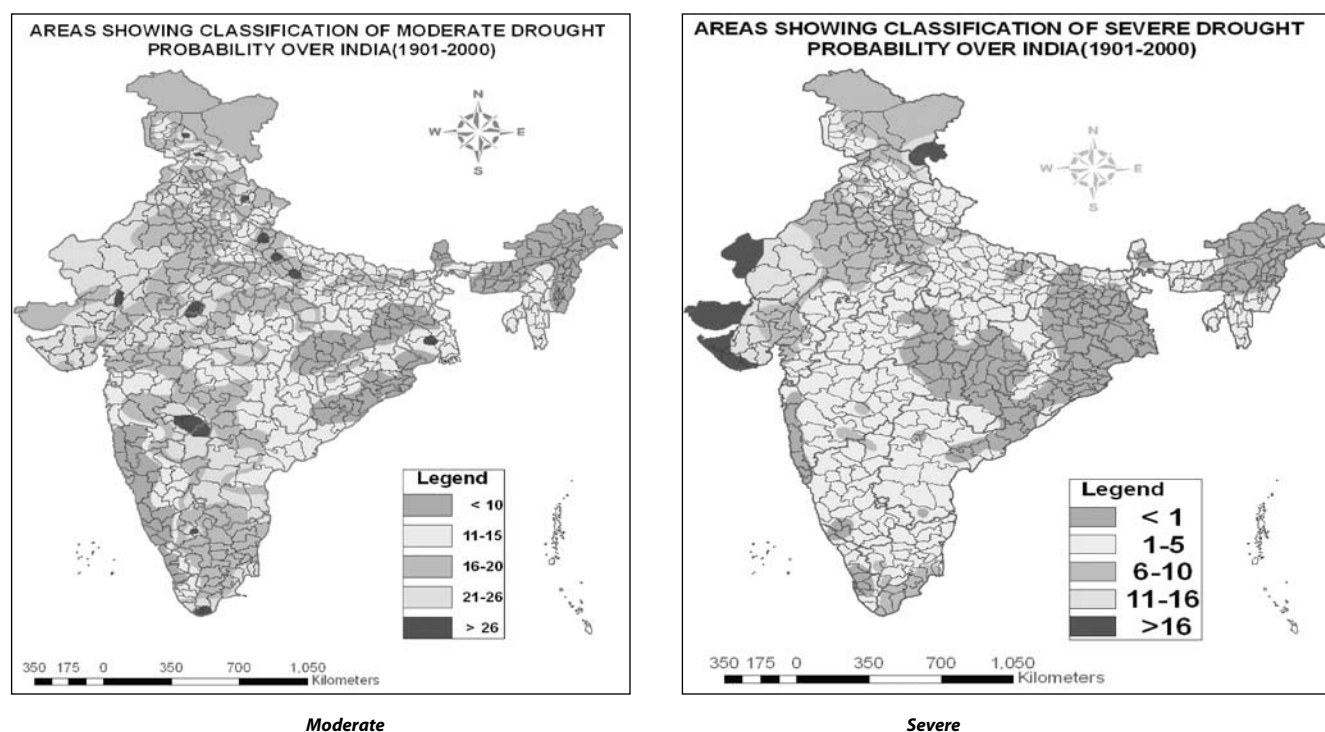 AREAS SHOWING CLASSIFICATION OF MODERATE DROUGHT
PROBABILITY OVER INDIA(1901-2000)
N
W E
S
Legend
< 10
11-15
16-20
21-26
> 26
350 175 0 350 700 1,050
Kilometers
Moderate
AREAS SHOWING CLASSIFICATION OF SEVERE DROUGHT
PROBABILITY OVER INDIA(1901-2000)
N
W E
S
Legend
< 1
1-5
6-10
11-16
>16
350 175 0 350 700 1,050
Kilometers
Severe